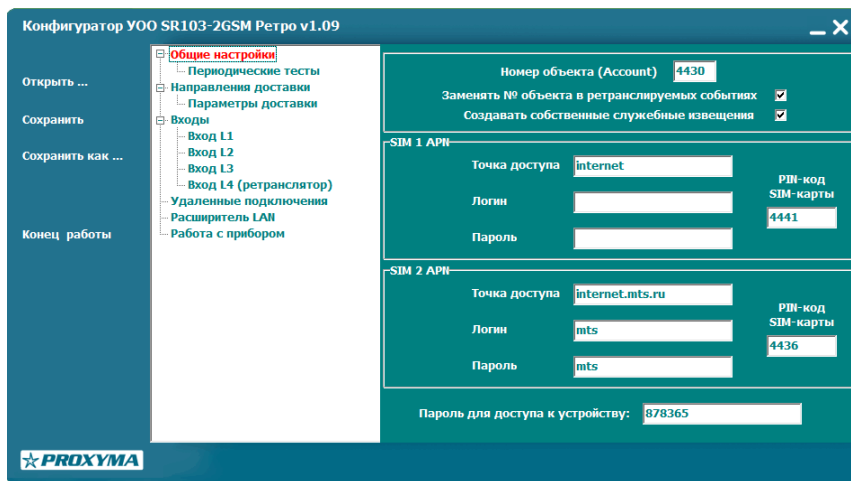 Конфигуратор УОО SR103-2GSM Ретро v1.09
Открыть ...
Сохранить
Сохранить как ...
Конец работы
Общие настройки
Периодические тесты
Направления доставки
Параметры доставки
Входы
Вход L1
Вход L2
Вход L3
Вход L4 (ретранслятор)
Удаленные подключения
Расширитель LAN
Работа с прибором
Номер объекта (Account) 4430
Заменять № объекта в ретранслируемых событиях
Создавать собственные служебные извещения
SIM 1 APN
Точка доступа internet
Логин
Пароль
PIN-код
SIM-карты
4441
SIM 2 APN
Точка доступа internet.mts.ru
Логин mts
Пароль mts
PIN-код
SIM-карты
4436
Пароль для доступа к устройству: 878365
PROXYMA